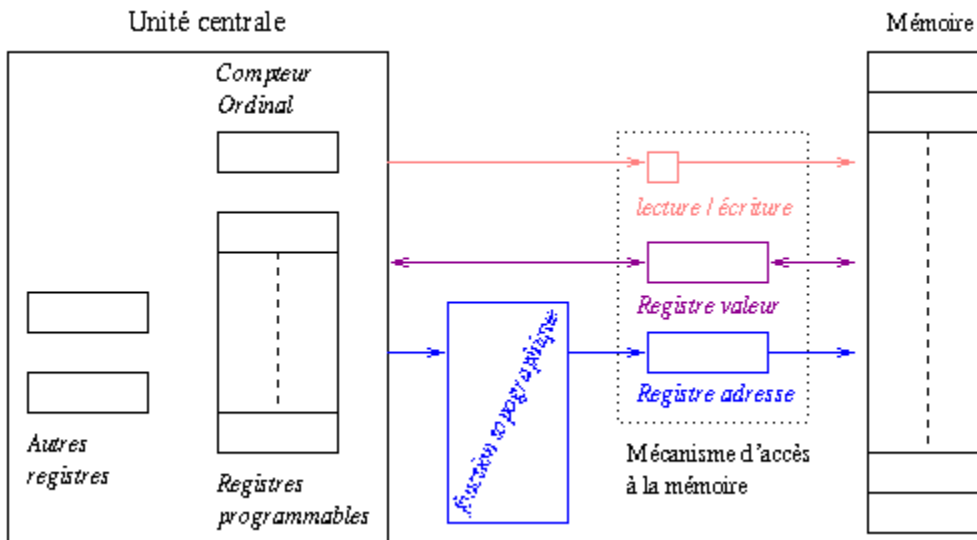 Unité centrale
Mémoire
Compteur
Ordinal
lecture / écriture
Registre valeur
fonction topographique
Registre adresse
Autres
registres
Registres
programmables
Mécanisme d'accès
à la mémoire